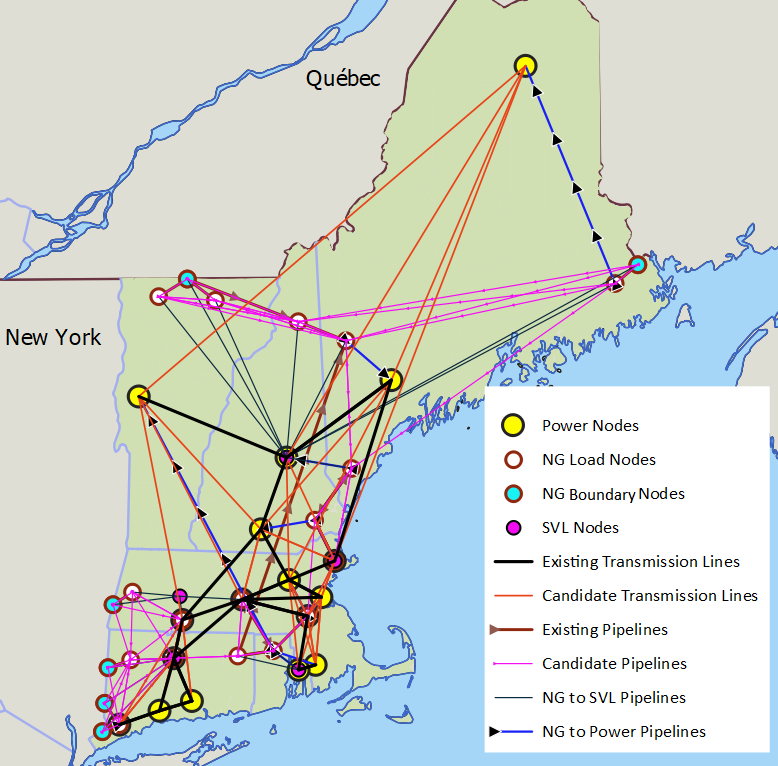 Québec
New York
Power Nodes
NG Load Nodes
NG Boundary Nodes
SVL Nodes
Existing Transmission Lines
Candidate Transmission Lines
Existing Pipelines
Candidate Pipelines
NG to SVL Pipelines
NG to Power Pipelines